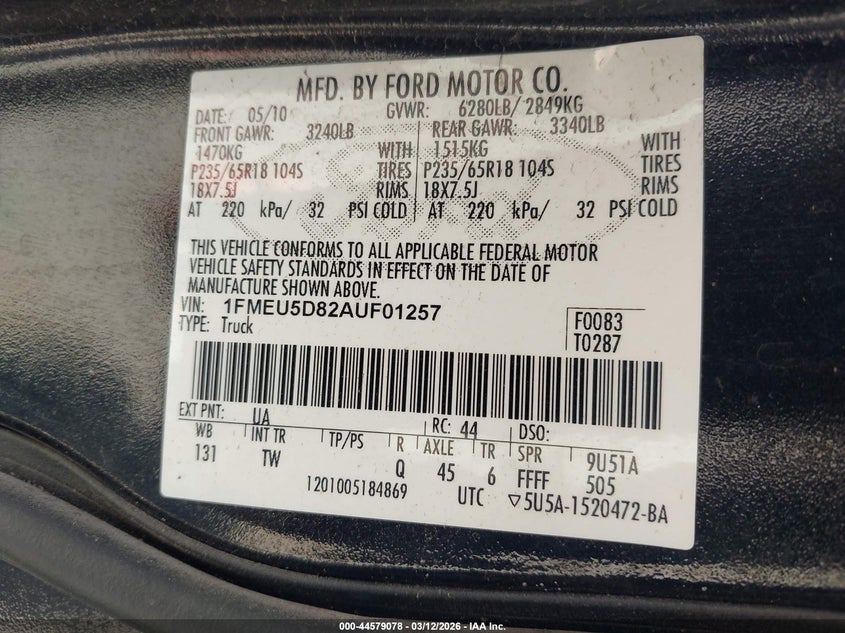 MFD. BY FORD MOTOR CO.
DATE: 05/10 GVWR: 6280LB/ 2849KG
FRONT GAWR: 3240LB REAR GAWR: 3340LB
1470KG WITH 1515KG WITH
P235/65R18 104S TIRES P235/65R18 104S TIRES
18X7.5J RIMS 18X7.5J RIMS
AT 220 kPa/ 32 PSI COLD AT 220 kPa/ 32 PSI COLD
THIS VEHICLE CONFORMS TO ALL APPLICABLE FEDERAL MOTOR
VEHICLE SAFETY STANDARDS IN EFFECT ON THE DATE OF
MANUFACTURE SHOWN ABOVE.
VIN: 1FMEU5D82AUF01257 F0083
TYPE: Truck T0287
EXT PNT: UA RC: 44 DSO:
WB INT TR TP/PS R AXLE TR SPR 9U51A
131 TW Q 45 6 FFFF 505
1201005184869 UTC ▽5U5A-1520472-BA
000-44579078 | 03/12/2026 - IAA Inc.